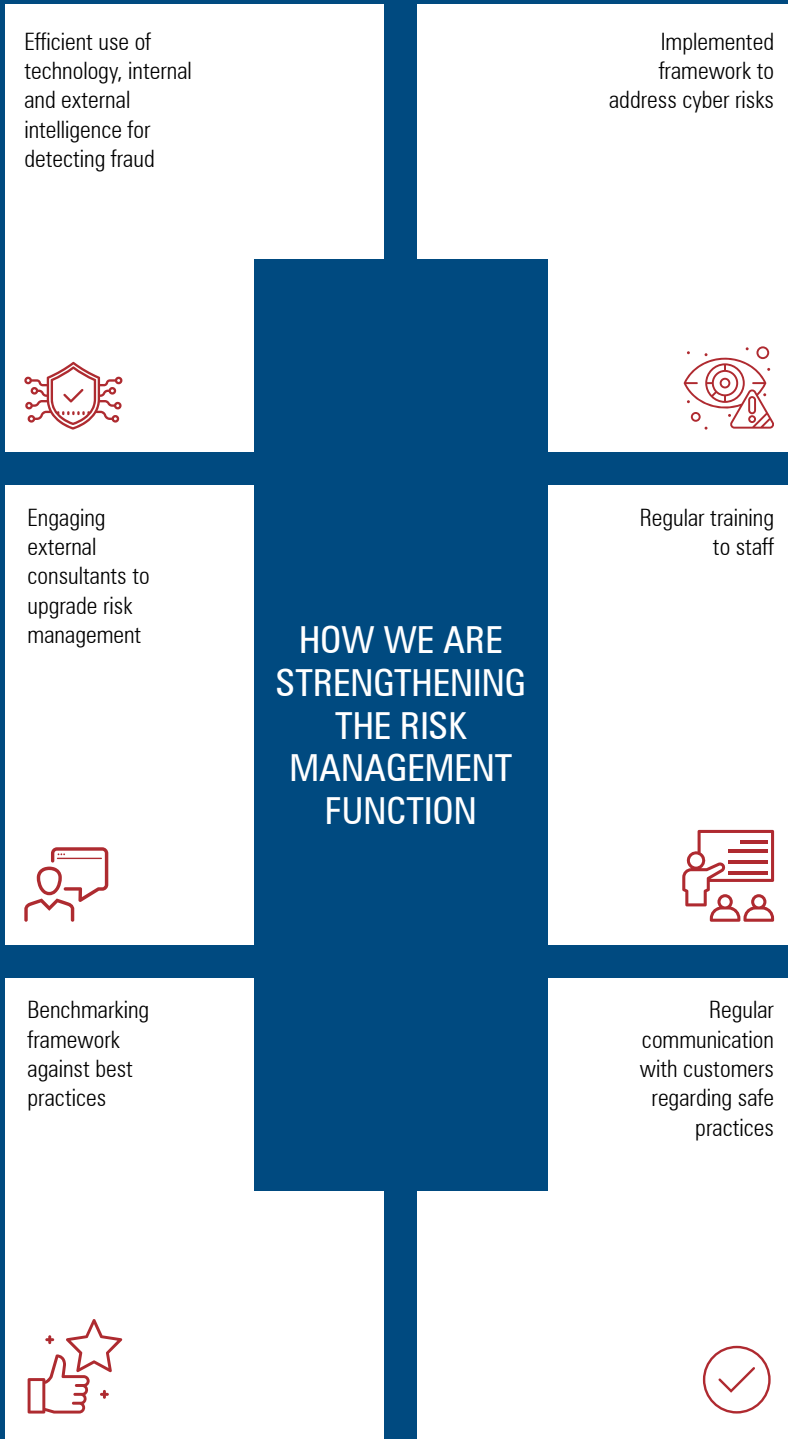 Efficient use of
technology, internal
and external
intelligence for
detecting fraud
Implemented
framework to
address cyber risks
Engaging
external
consultants to
upgrade risk
management
HOW WE ARE
STRENGTHENING
THE RISK
MANAGEMENT
FUNCTION
Regular training
to staff
Benchmarking
framework
against best
practices
Regular
communication
with customers
regarding safe
practices